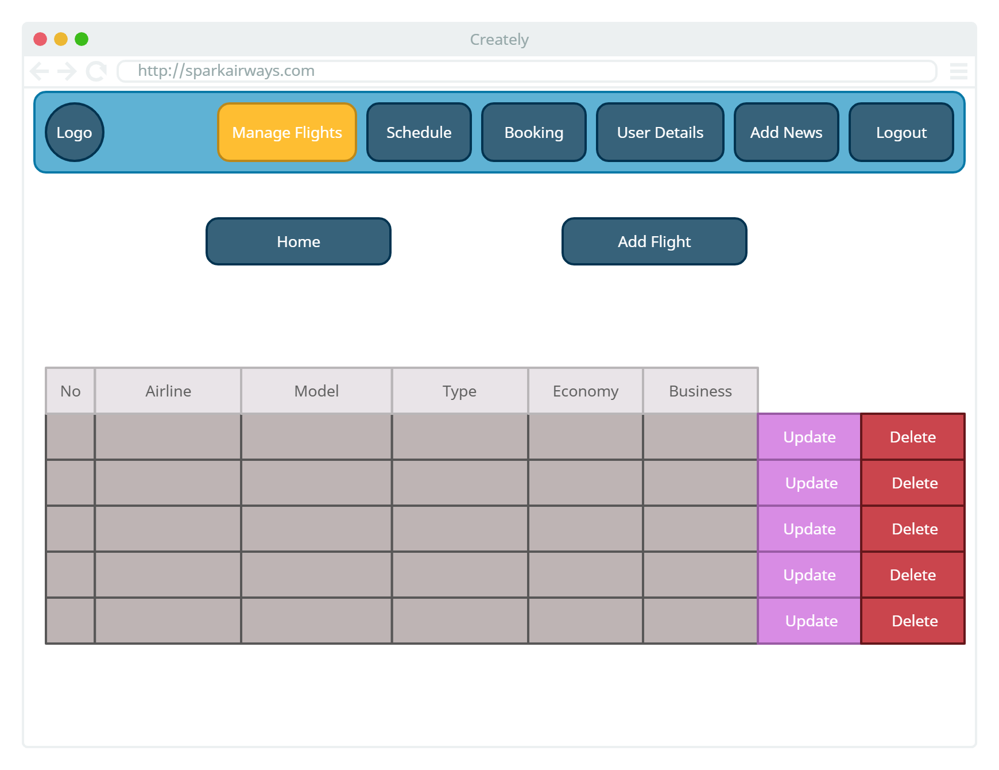 Creately
http://sparkairways.com
Logo Manage Flights Schedule Booking User Details Add News Logout
Home Add Flight
No Airline Model Type Economy Business
Update Delete
Update Delete
Update Delete
Update Delete
Update Delete